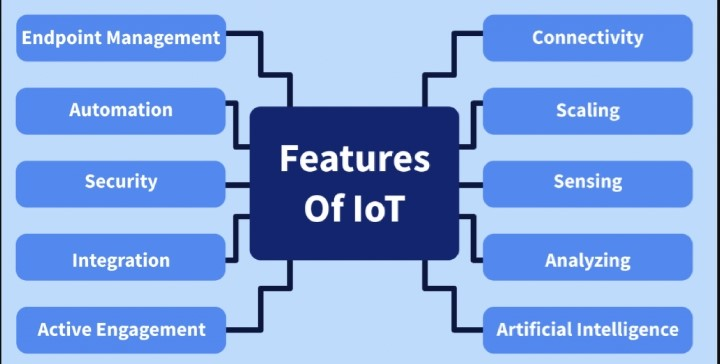 Endpoint Management
Automation
Security
Integration
Active Engagement
Features
Of IoT
Connectivity
Scaling
Sensing
Analyzing
Artificial Intelligence